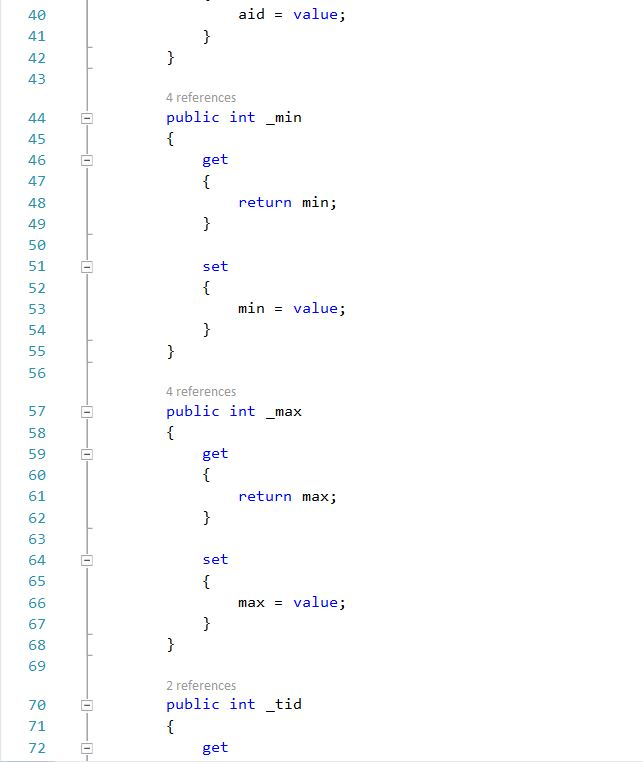 40 aid = value;
41 }
42 }
43
4 references
44 public int _min
45 {
46 get
47 {
48 return min;
49 }
50
51 set
52 {
53 min = value;
54 }
55 }
56
4 references
57 public int _max
58 {
59 get
60 {
61 return max;
62 }
63
64 set
65 {
66 max = value;
67 }
68 }
69
2 references
70 public int _tid
71 {
72 get